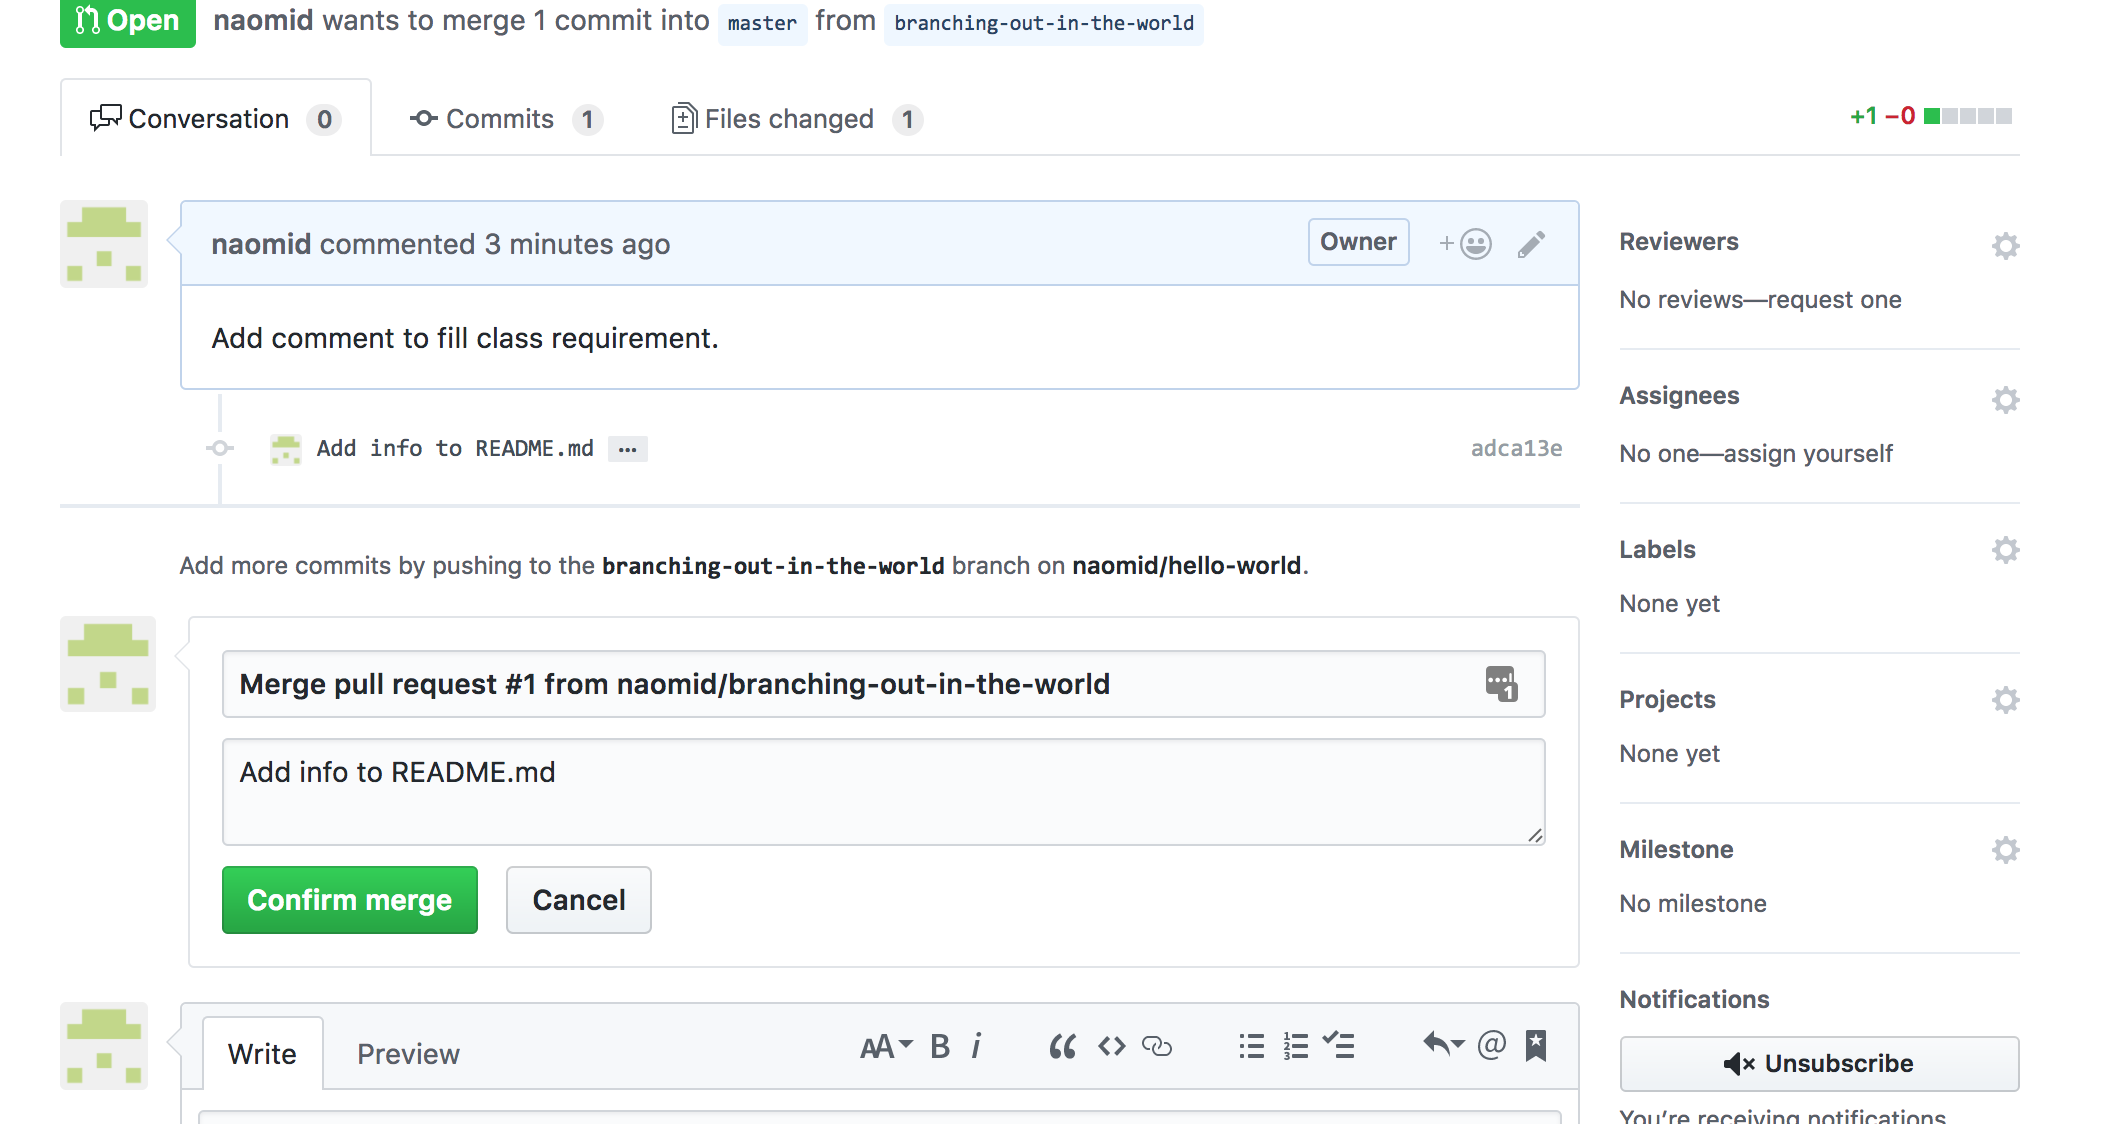 Open naomid wants to merge 1 commit into master from branching-out-in-the-world
Conversation 0 Commits 1 Files changed 1 +1 −0
naomid commented 3 minutes ago Owner
Add comment to fill class requirement.
Add info to README.md … adca13e
Add more commits by pushing to the branching-out-in-the-world branch on naomid/hello-world.
Merge pull request #1 from naomid/branching-out-in-the-world
Add info to README.md
Confirm merge Cancel
Write Preview
Reviewers
No reviews—request one
Assignees
No one—assign yourself
Labels
None yet
Projects
None yet
Milestone
No milestone
Notifications
Unsubscribe
You're receiving notifications